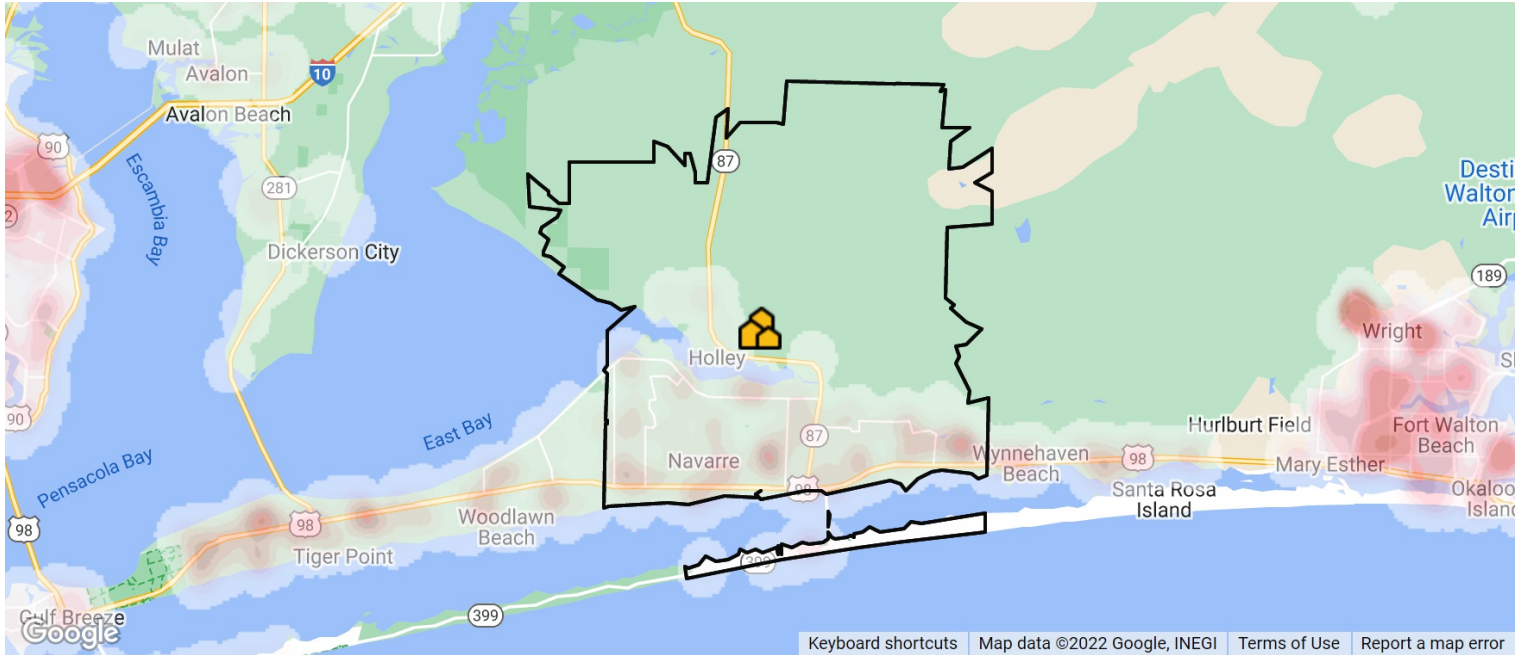 Mulat
Avalon
10
Avalon Beach
90
Escambia Bay
281
Dickerson City
87
Desti
Walton
Airp
189
90
Holley
Wright
East Bay
Pensacola Bay
87
Navarre
98
Wynnehaven
Beach
98
Hurlburt Field
Fort Walton
Beach
Mary Esther
Santa Rosa
Island
Okaloo
Islanc
98
98
Woodlawn
Beach
Tiger Point
399
399
Gulf Breeze
Google
Keyboard shortcuts
Map data ©2022 Google, INEGI
Terms of Use
Report a map error